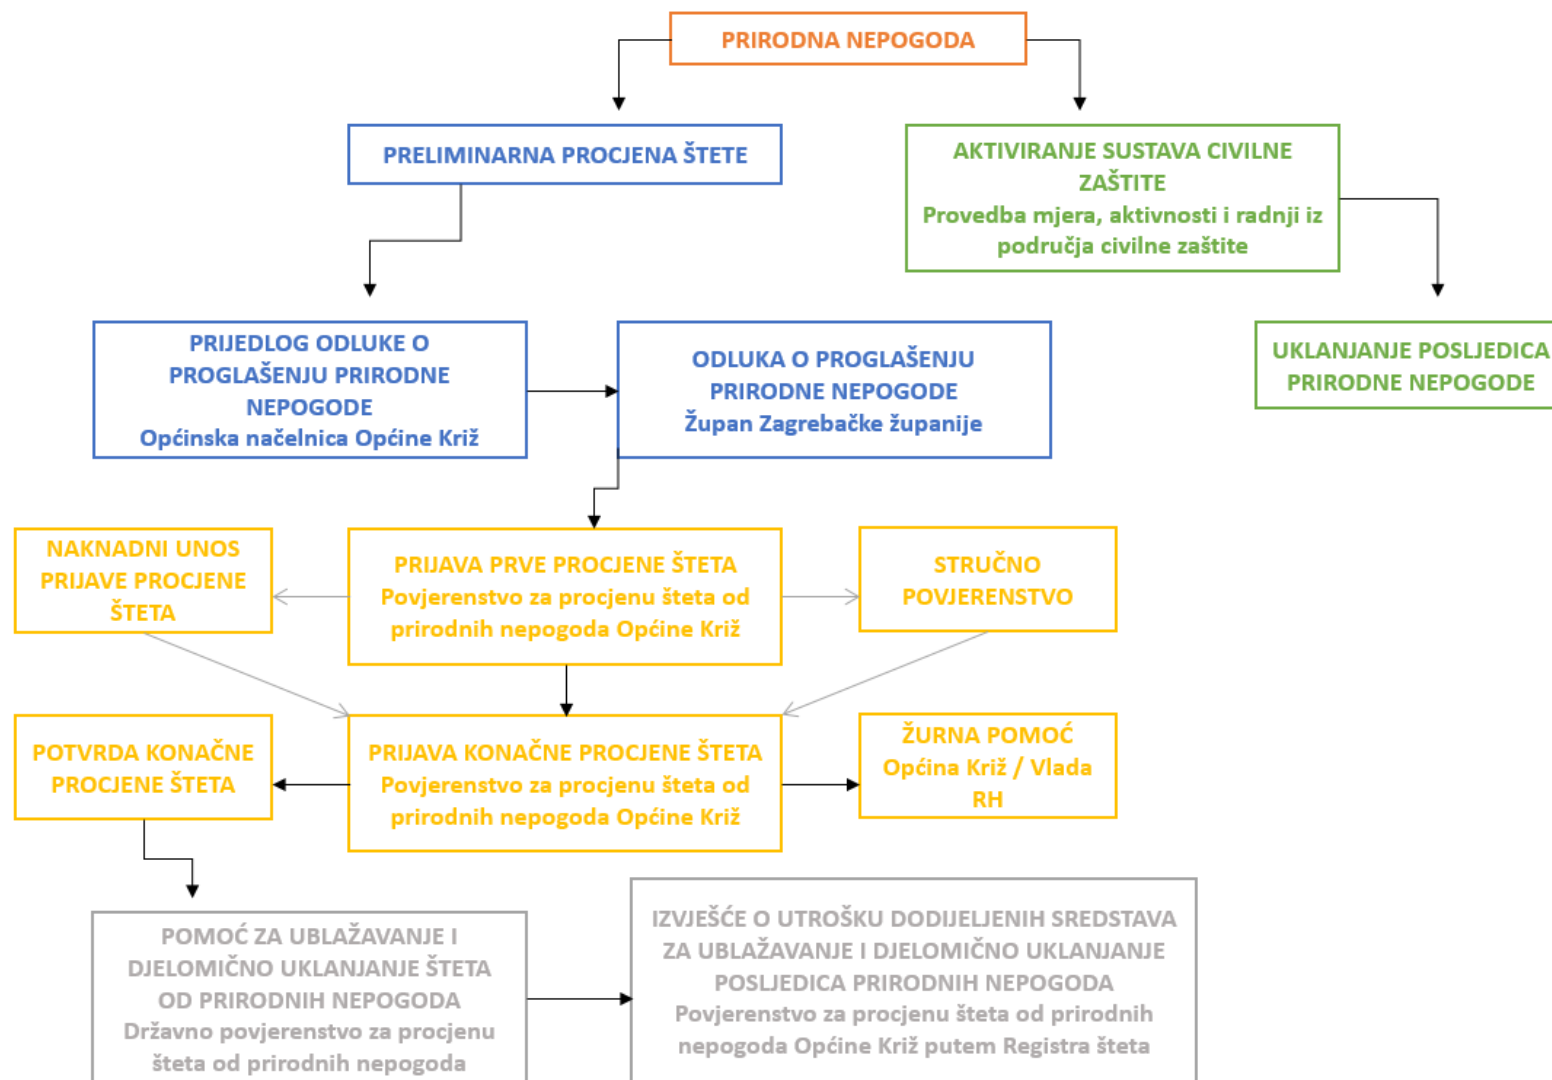 PRIRODNA NEPOGODA
PRELIMINARNA PROCJENA ŠTETE
AKTIVIRANJE SUSTAVA CIVILNE
ZAŠTITE
Provedba mjera, aktivnosti i radnji iz
područja civilne zaštite
PRIJEDLOG ODLUKE O
PROGLAŠENJU PRIRODNE
NEPOGODE
Općinska načelnica Općine Križ
ODLUKA O PROGLAŠENJU
PRIRODNE NEPOGODE
Župan Zagrebačke županije
UKLANJANJE POSLJEDICA
PRIRODNE NEPOGODE
NAKNADNI UNOS
PRIJAVE PROCJENE
ŠTETA
PRIJAVA PRVE PROCJENE ŠTETA
Povjerenstvo za procjenu šteta od
prirodnih nepogoda Općine Križ
STRUČNO
POVJERENSTVO
POTVRDA KONAČNE
PROCJENE ŠTETA
PRIJAVA KONAČNE PROCJENE ŠTETA
Povjerenstvo za procjenu šteta od
prirodnih nepogoda Općine Križ
ŽURNA POMOĆ
Općina Križ / Vlada
RH
POMOĆ ZA UBLAŽAVANJE I
DJELOMIČNO UKLANJANJE ŠTETA
OD PRIRODNIH NEPOGODA
Državno povjerenstvo za procjenu
šteta od prirodnih nepogoda
IZVJEŠĆE O UTROŠKU DODIJELJENIH SREDSTAVA
ZA UBLAŽAVANJE I DJELOMIČNO UKLANJANJE
POSLJEDICA PRIRODNIH NEPOGODA
Povjerenstvo za procjenu šteta od prirodnih
nepogoda Općine Križ putem Registra šteta